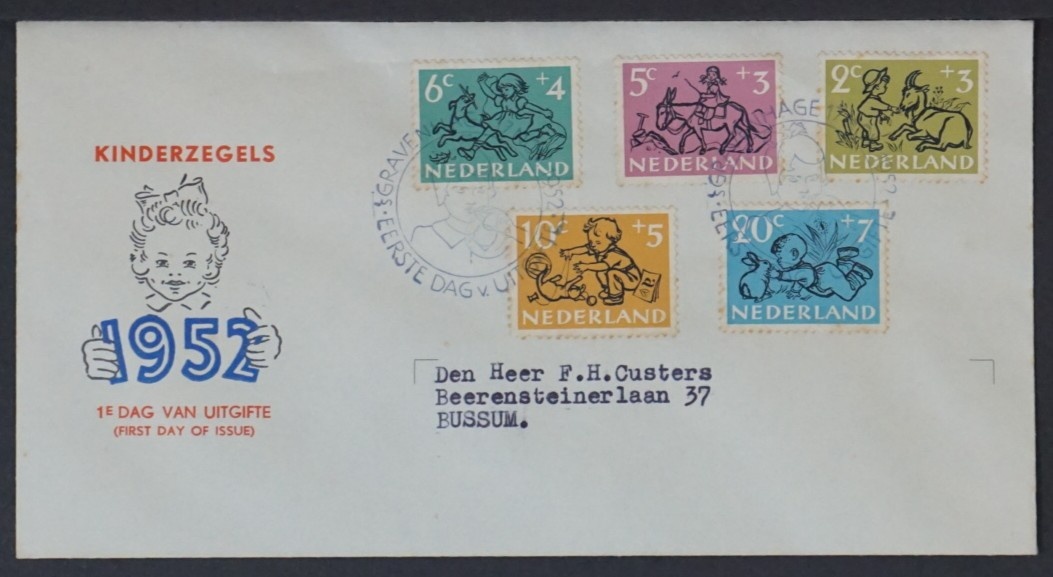 6c +4
NEDERLAND
5c +3
NEDERLAND
2c +3
NEDERLAND
10c +5
NEDERLAND
20c +7
NEDERLAND
EERSTE DAG v.
KINDERZEGELS
1952
1E DAG VAN UITGIFTE
(FIRST DAY OF ISSUE)
Den Heer F.H.Custers
Beerensteinerlaan 37
BUSSUM.